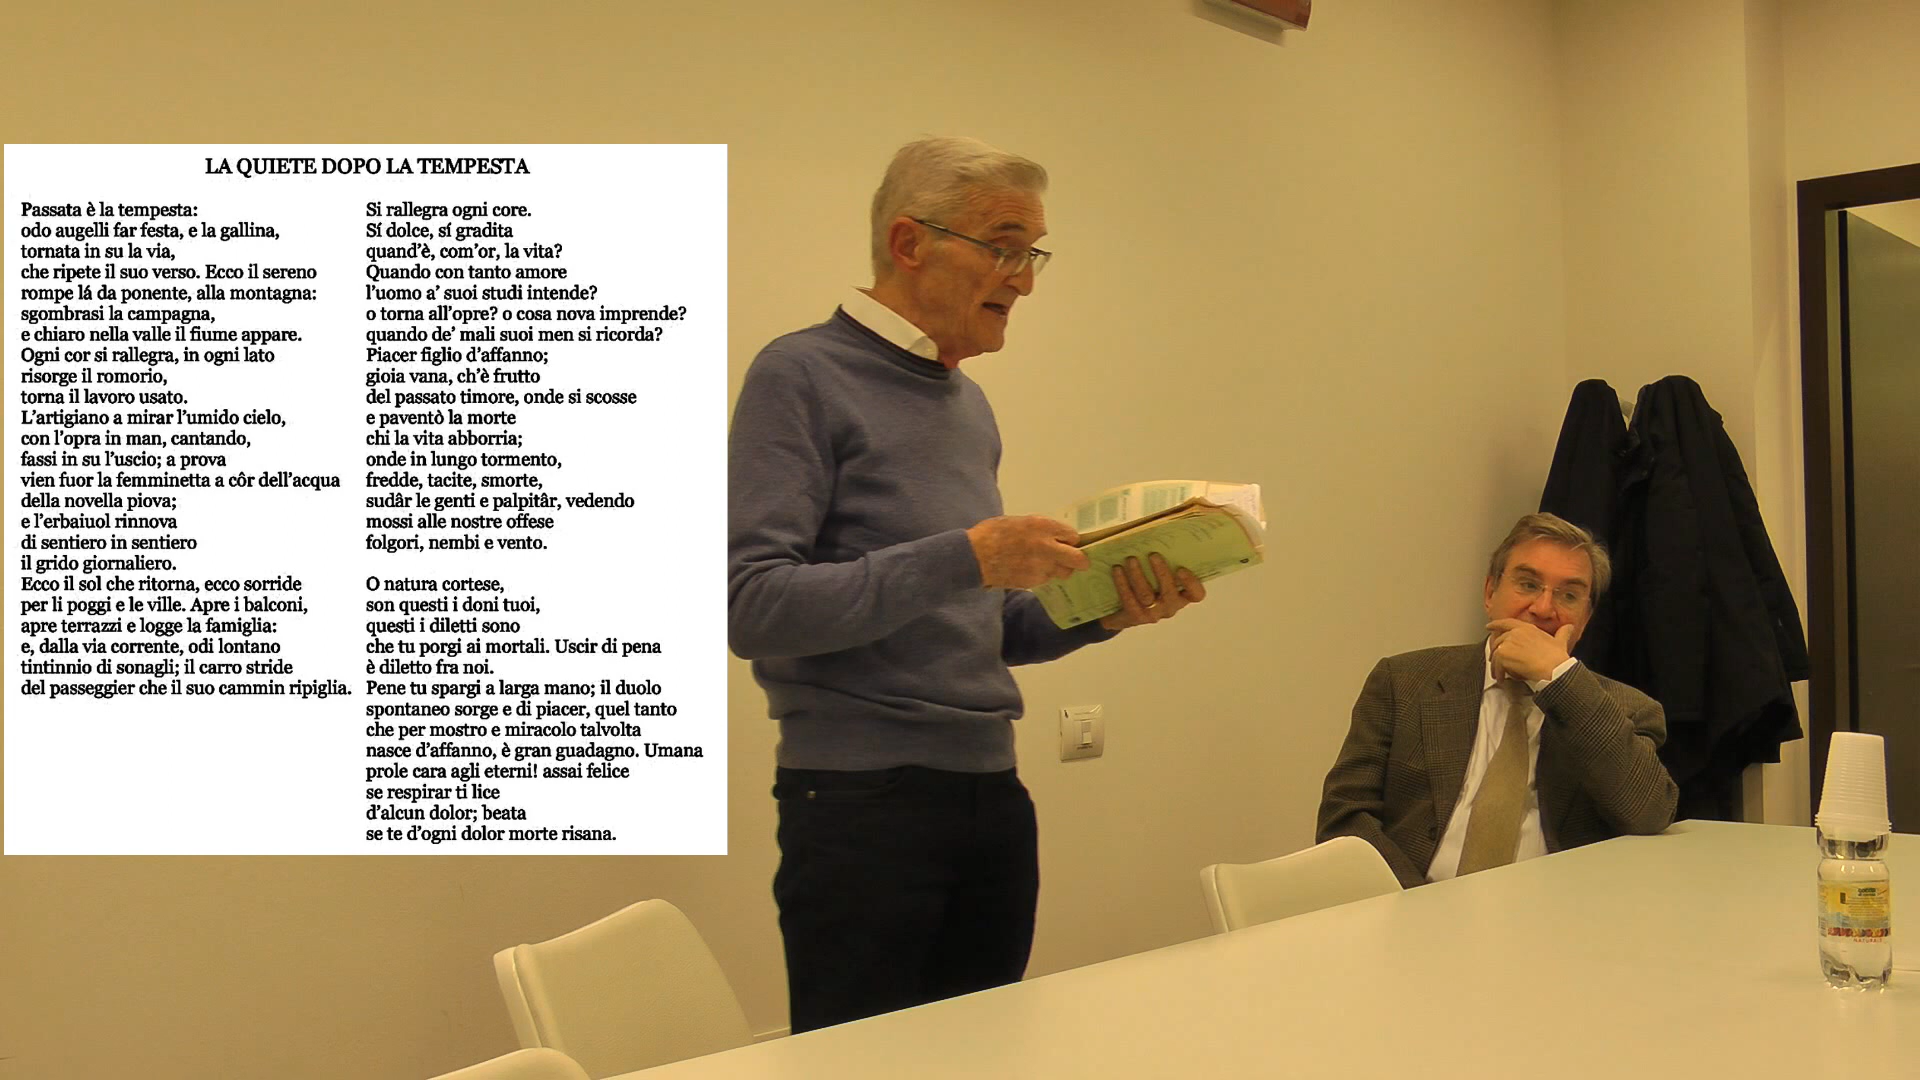 LA QUIETE DOPO LA TEMPESTA
Passata è la tempesta:
odo augelli far festa, e la gallina,
tornata in su la via,
che ripete il suo verso. Ecco il sereno
rompe lá da ponente, alla montagna:
sgombrasi la campagna,
e chiaro nella valle il fiume appare.
Ogni cor si rallegra, in ogni lato
risorge il romorio,
torna il lavoro usato.
L'artigiano a mirar l'umido cielo,
con l'opra in man, cantando,
fassi in su l'uscio; a prova
vien fuor la femminetta a côr dell'acqua
della novella piova;
e l'erbaiuol rinnova
di sentiero in sentiero
il grido giornaliero.
Ecco il sol che ritorna, ecco sorride
per li poggi e le ville. Apre i balconi,
apre terrazzi e logge la famiglia:
e, dalla via corrente, odi lontano
tintinnio di sonagli; il carro stride
del passeggier che il suo cammin ripiglia.
Si rallegra ogni core.
Sí dolce, sí gradita
quand'è, com'or, la vita?
Quando con tanto amore
l'uomo a' suoi studi intende?
o torna all'opre? o cosa nova imprende?
quando de' mali suoi men si ricorda?
Piacer figlio d'affanno;
gioia vana, ch'è frutto
del passato timore, onde si scosse
e paventò la morte
chi la vita abborria;
onde in lungo tormento,
fredde, tacite, smorte,
sudâr le genti e palpitâr, vedendo
mossi alle nostre offese
folgori, nembi e vento.
O natura cortese,
son questi i doni tuoi,
questi i diletti sono
che tu porgi ai mortali. Uscir di pena
è diletto fra noi.
Pene tu spargi a larga mano; il duolo
spontaneo sorge e di piacer, quel tanto
che per mostro e miracolo talvolta
nasce d'affanno, è gran guadagno. Umana
prole cara agli eterni! assai felice
se respirar ti lice
d'alcun dolor; beata
se te d'ogni dolor morte risana.
NATURALE